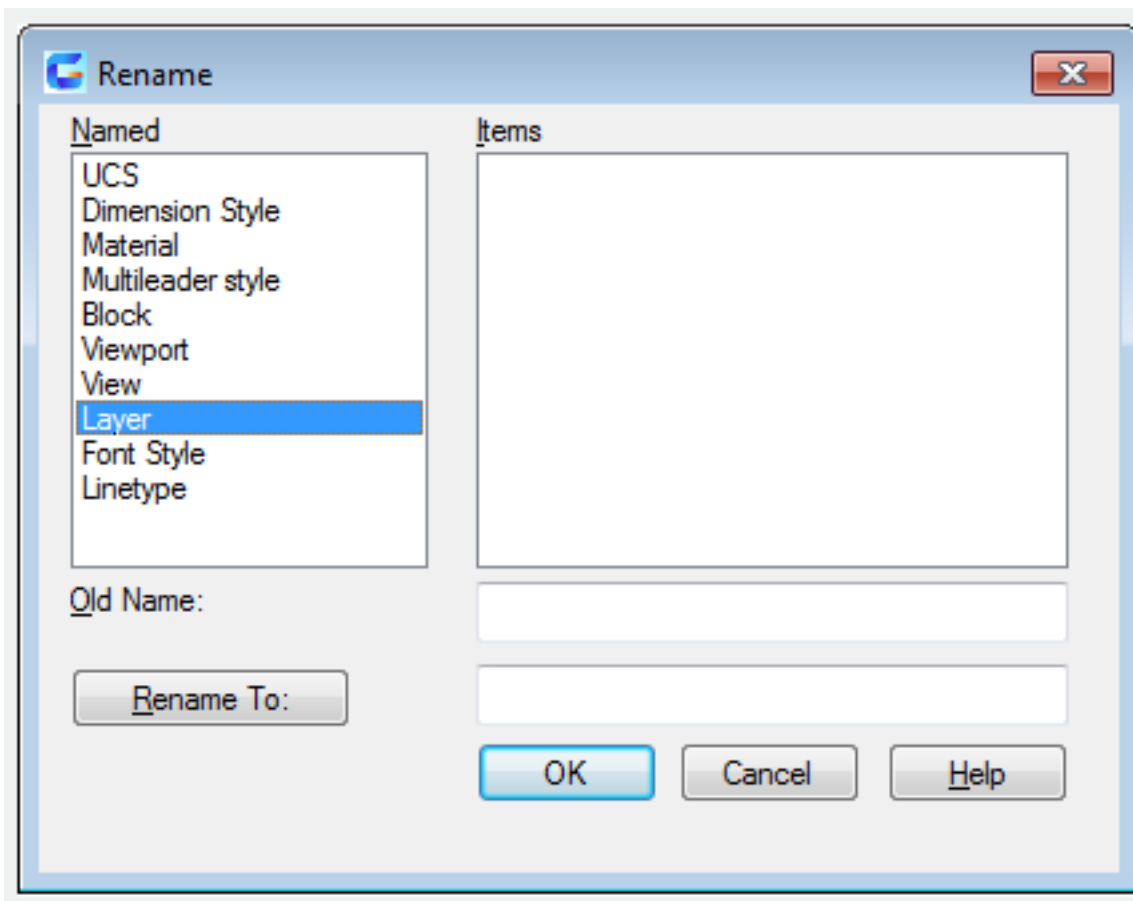 Rename
Named
Items
UCS
Dimension Style
Material
Multileader style
Block
Viewport
View
Layer
Font Style
Linetype
Old Name:
Rename To:
OK
Cancel
Help